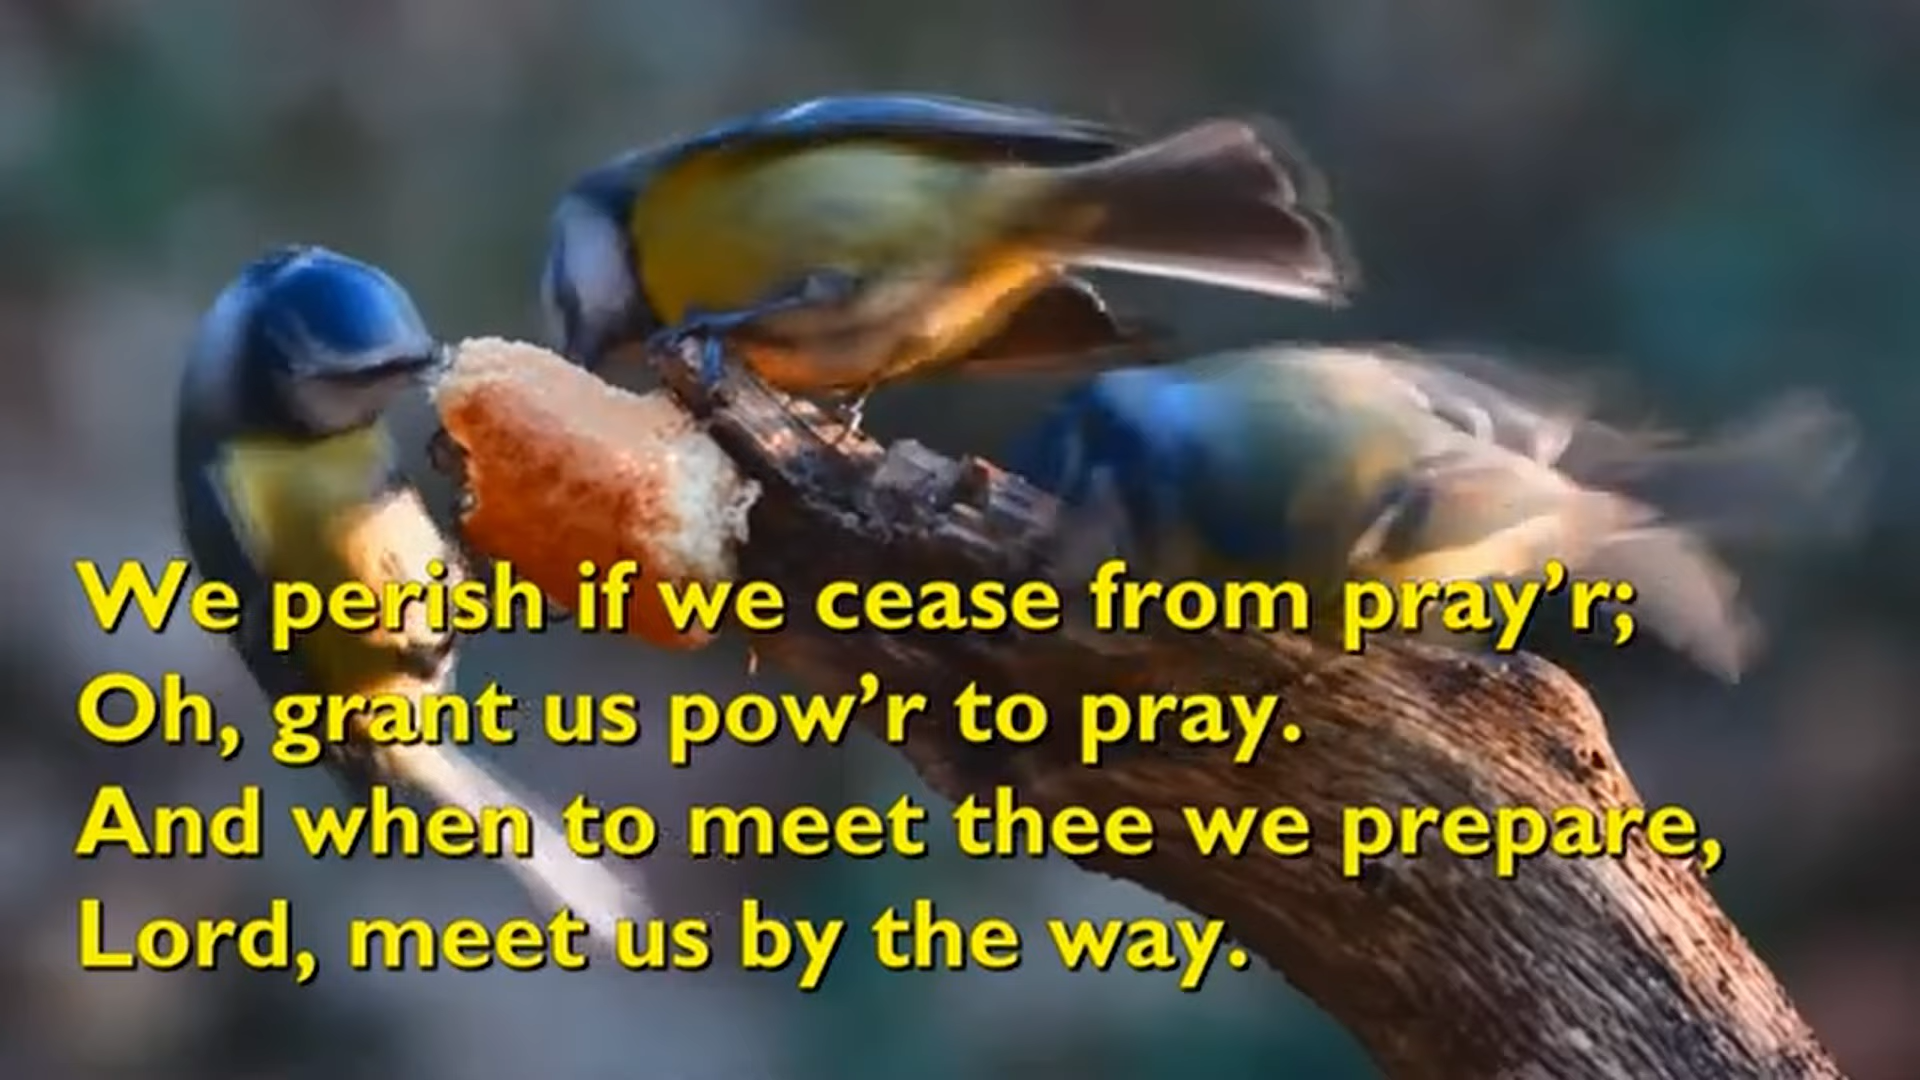 We perish if we cease from pray’r;
Oh, grant us pow’r to pray.
And when to meet thee we prepare,
Lord, meet us by the way.